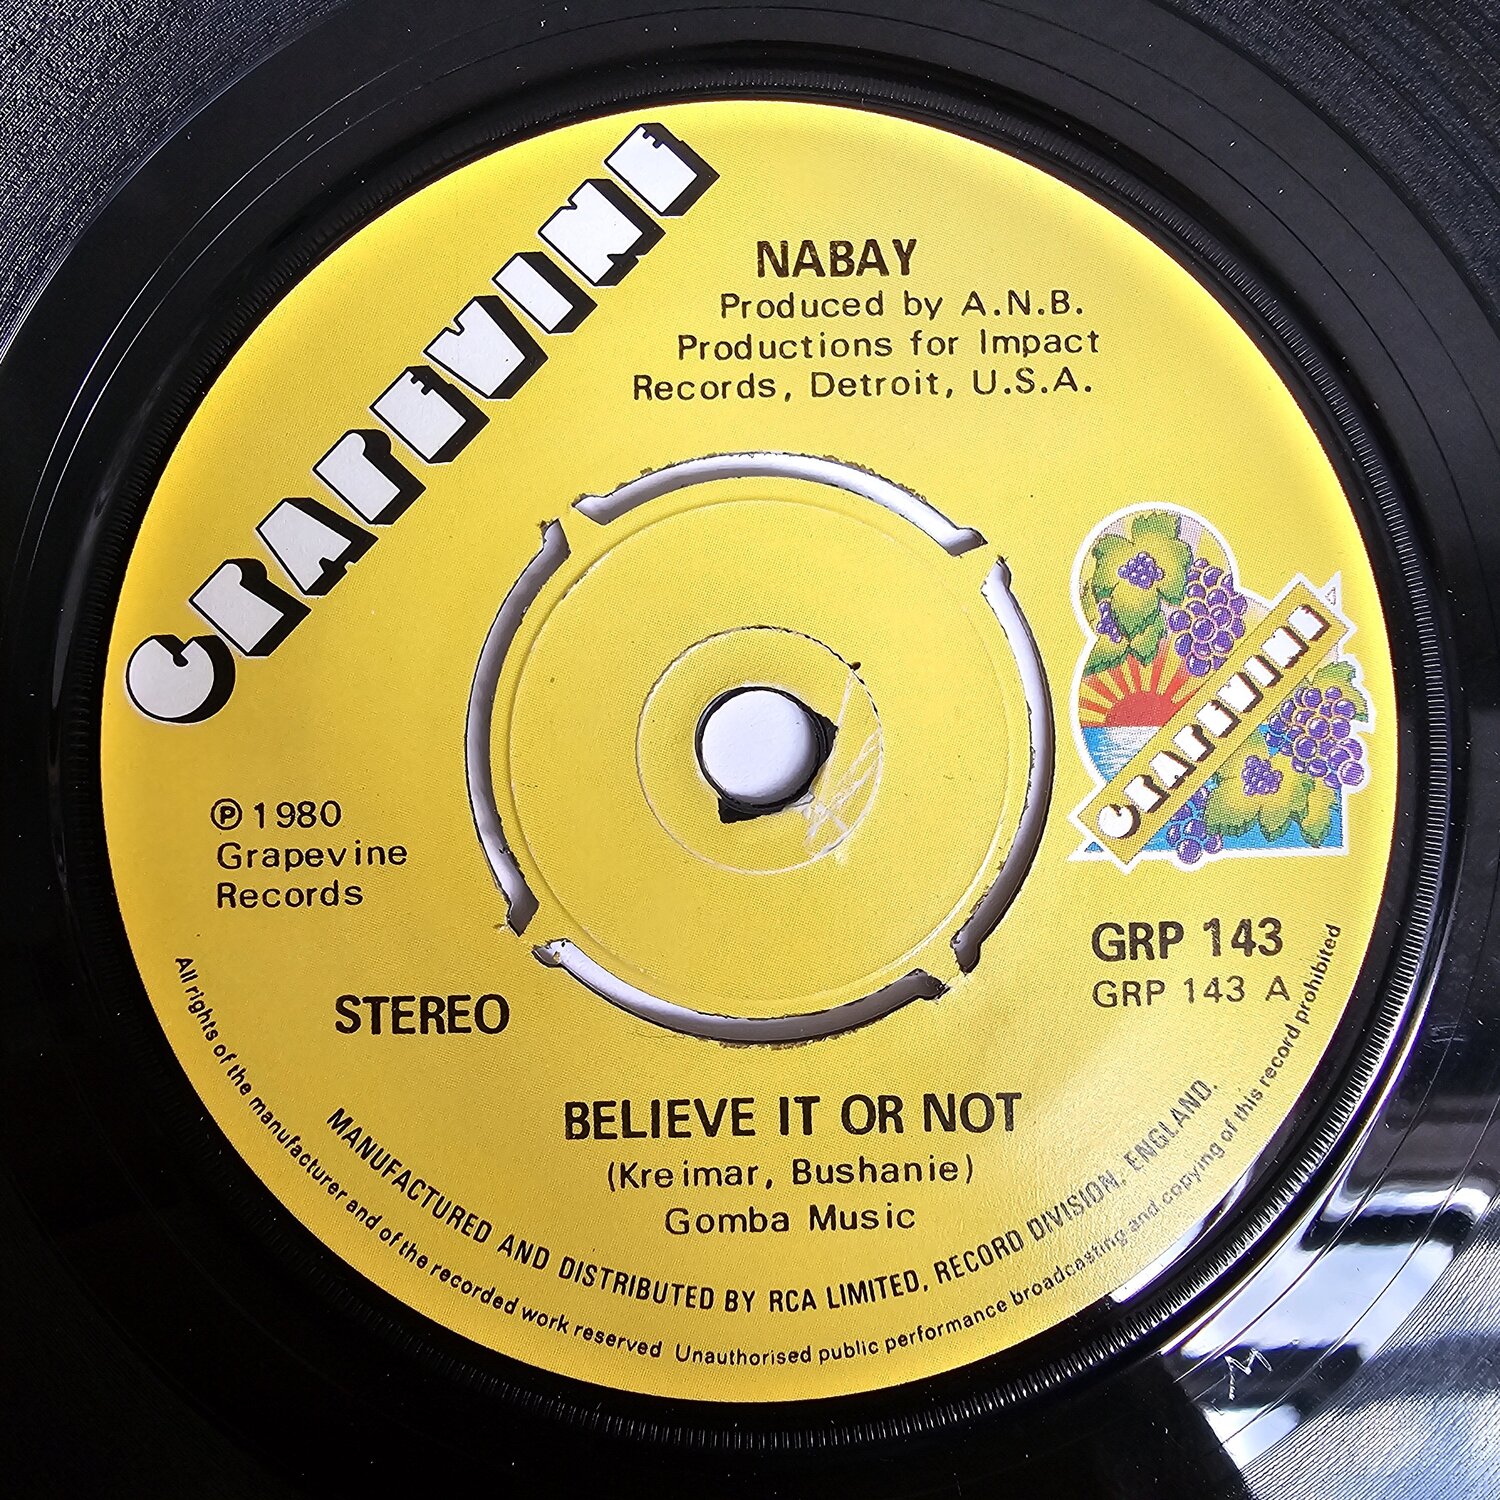 GRAPEVINE
NABAY
Produced by A.N.B.
Productions for Impact
Records, Detroit, U.S.A.
GRAPEVINE
℗ 1980
Grapevine
Records
GRP 143
GRP 143 A
STEREO
BELIEVE IT OR NOT
(Kreimar, Bushanie)
Gomba Music
MANUFACTURED AND DISTRIBUTED BY RCA LIMITED, RECORD DIVISION, ENGLAND.
All rights of the manufacturer and of the recorded work reserved Unauthorised public performance broadcasting and copying of this record prohibited
M